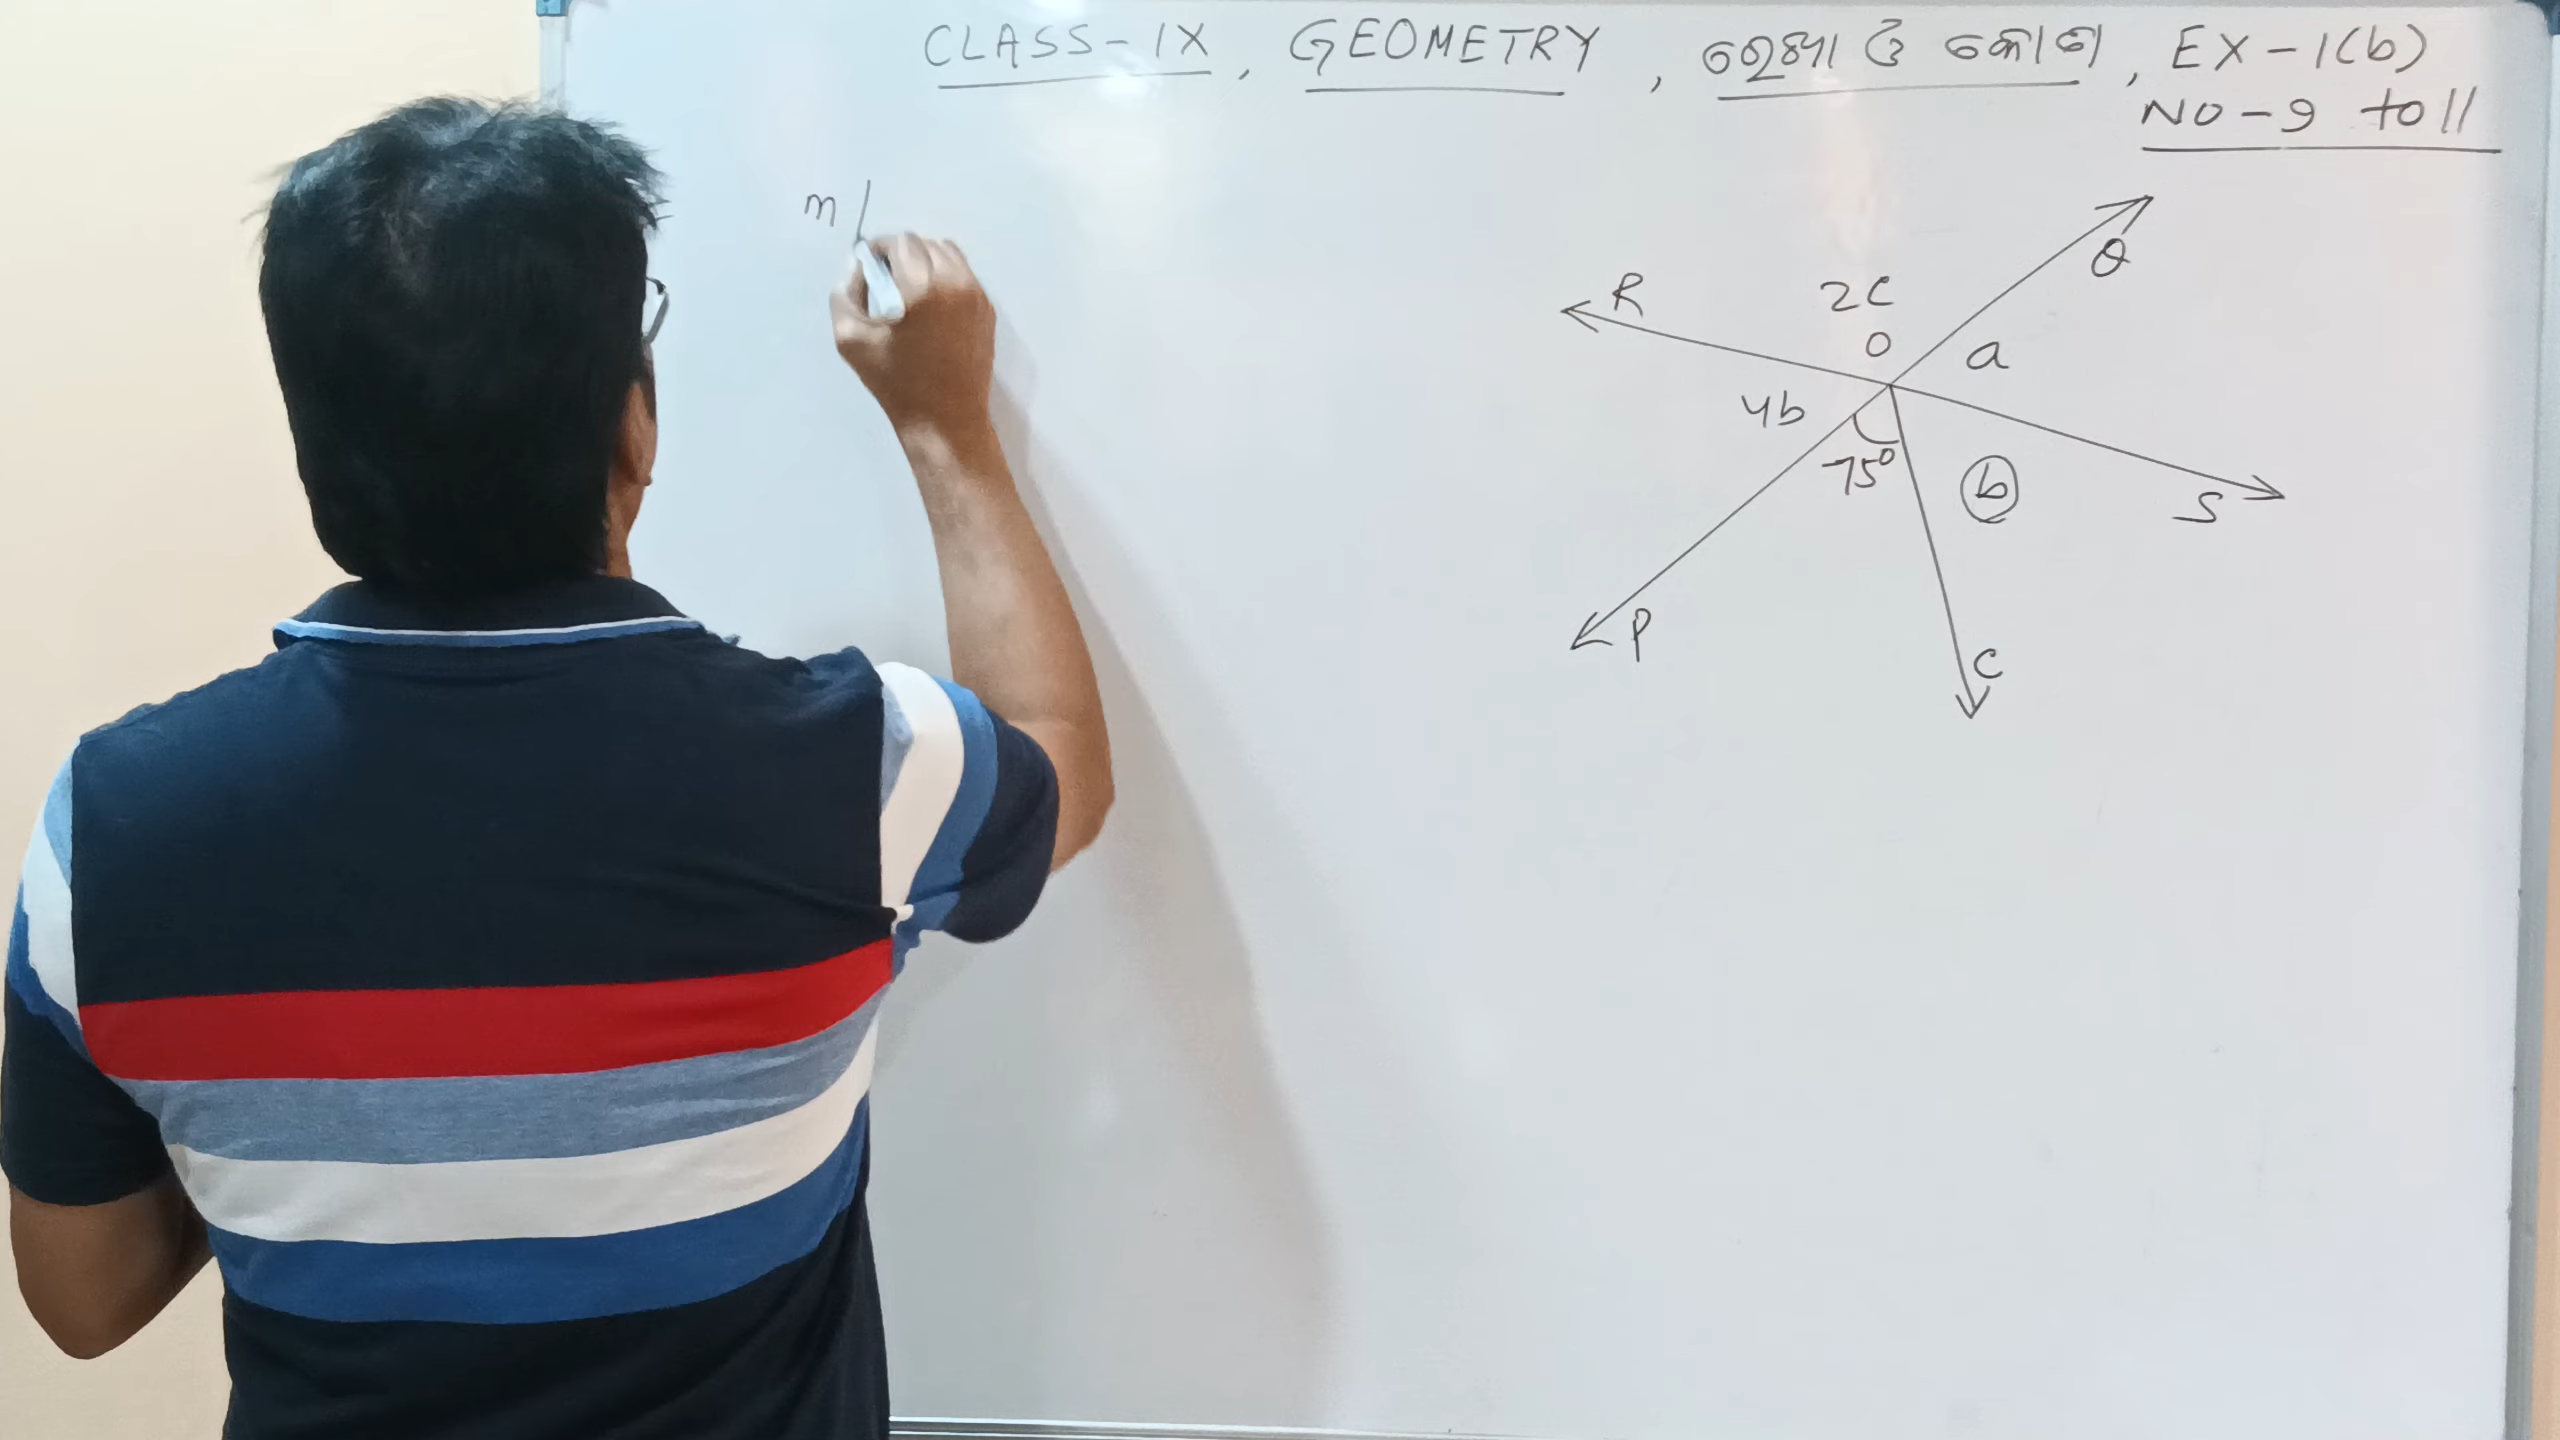 CLASS-IX, GEOMETRY, ରେଖା ଓ କୋଣ, EX-1(b)
NO-9 to 11
m
R
2c
O
Q
a
4b
75°
b
S
P
C